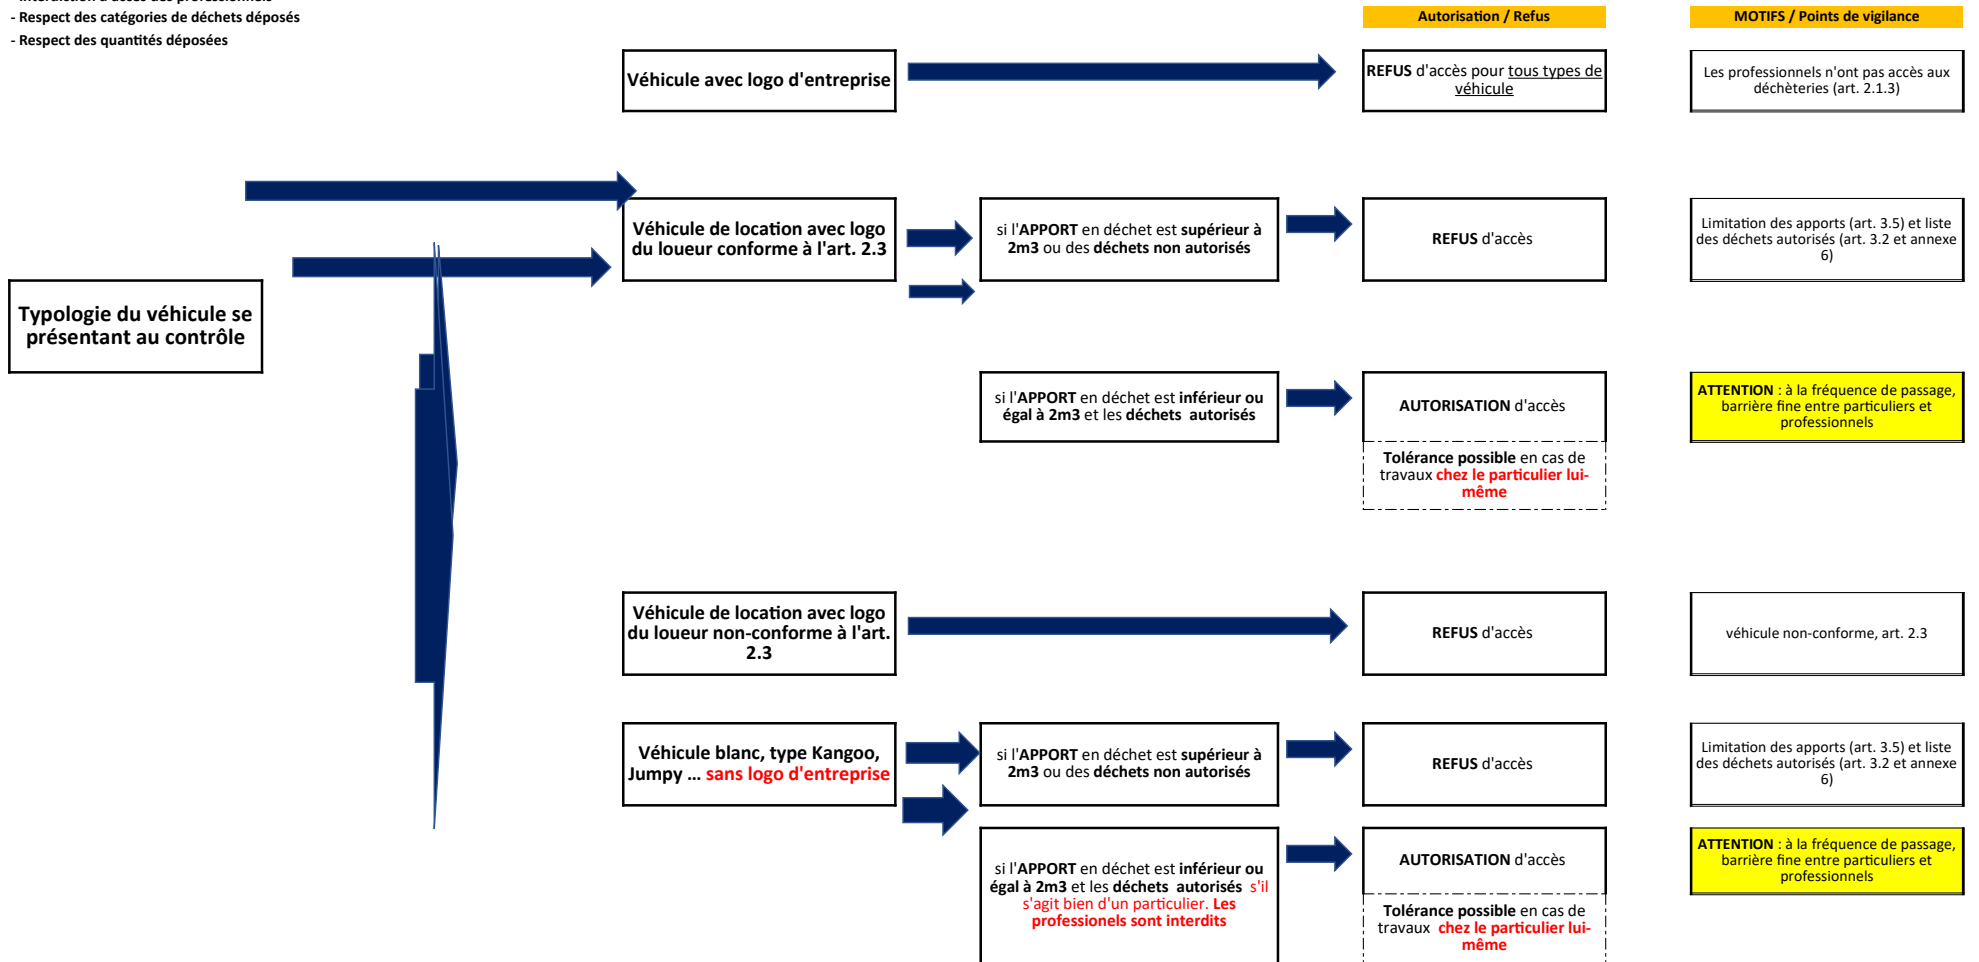 - Interdiction d'accès des professionnels
- Respect des catégories de déchets déposés
- Respect des quantités déposées
Autorisation / Refus
MOTIFS / Points de vigilance
Véhicule avec logo d'entreprise
REFUS d'accès pour tous types de
véhicule
Les professionnels n'ont pas accès aux
déchèteries (art. 2.1.3)
Véhicule de location avec logo
du loueur conforme à l'art. 2.3
si l'APPORT en déchet est supérieur à
2m3 ou des déchets non autorisés
REFUS d'accès
Limitation des apports (art. 3.5) et liste
des déchets autorisés (art. 3.2 et annexe
6)
Typologie du véhicule se
présentant au contrôle
si l'APPORT en déchet est inférieur ou
égal à 2m3 et les déchets autorisés
AUTORISATION d'accès
Tolérance possible en cas de
travaux chez le particulier lui-
même
ATTENTION : à la fréquence de passage,
barrière fine entre particuliers et
professionnels
Véhicule de location avec logo
du loueur non-conforme à l'art.
2.3
REFUS d'accès
véhicule non-conforme, art. 2.3
Véhicule blanc, type Kangoo,
Jumpy ... sans logo d'entreprise
si l'APPORT en déchet est supérieur à
2m3 ou des déchets non autorisés
REFUS d'accès
Limitation des apports (art. 3.5) et liste
des déchets autorisés (art. 3.2 et annexe
6)
si l'APPORT en déchet est inférieur ou
égal à 2m3 et les déchets autorisés s'il
s'agit bien d'un particulier. Les
professionels sont interdits
AUTORISATION d'accès
Tolérance possible en cas de
travaux chez le particulier lui-
même
ATTENTION : à la fréquence de passage,
barrière fine entre particuliers et
professionnels